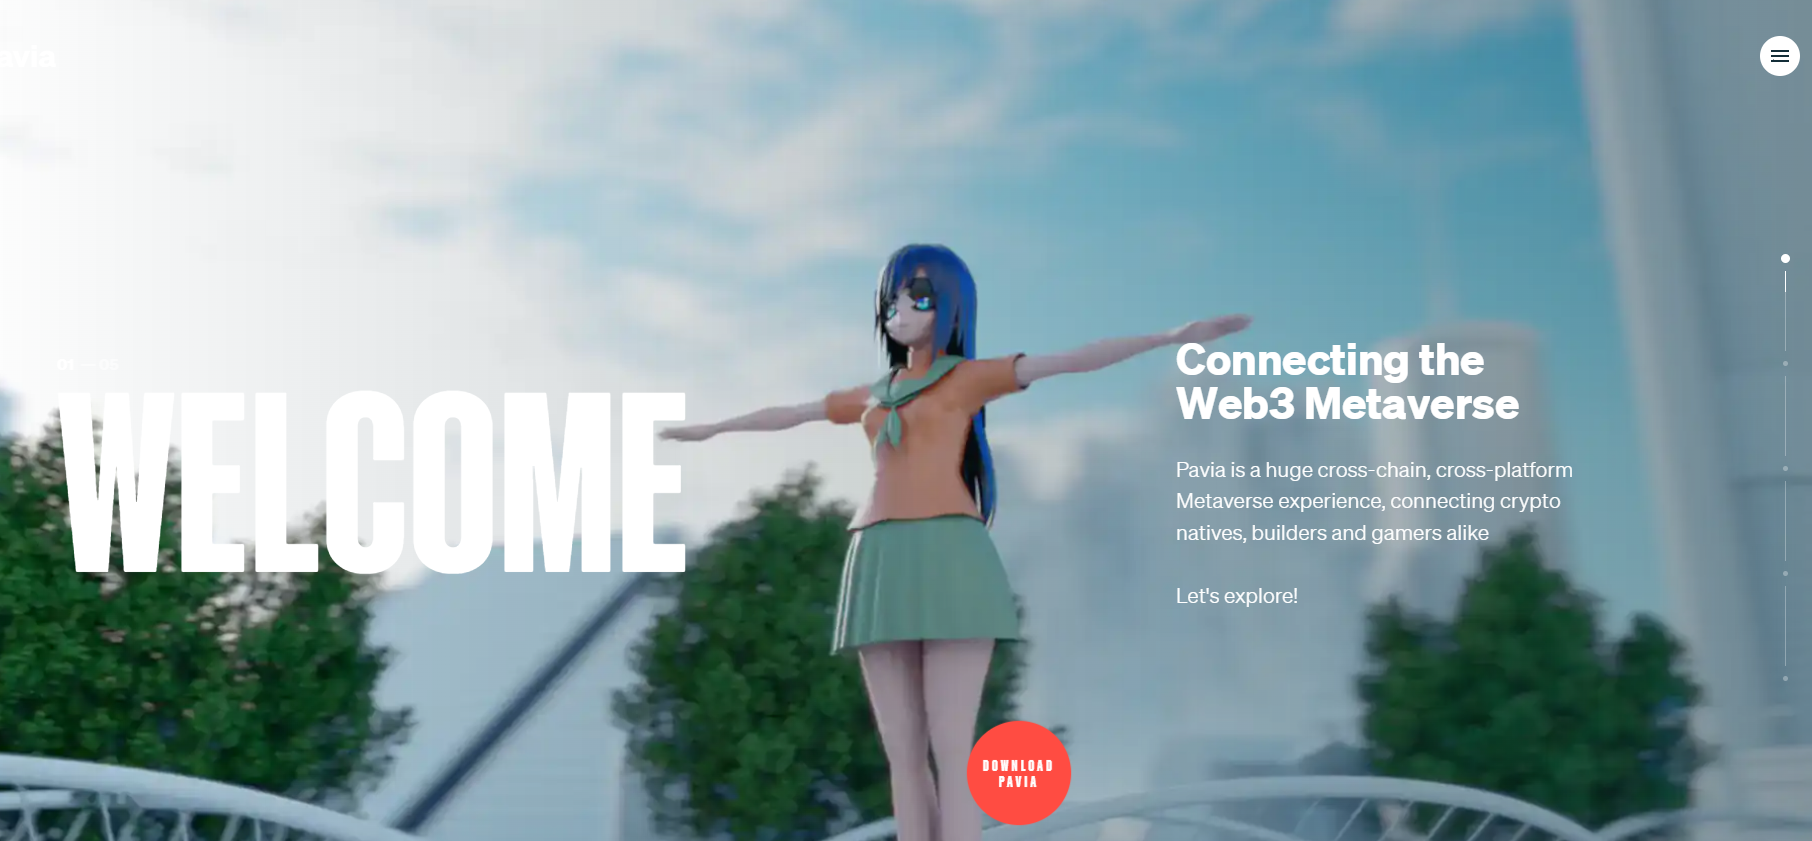 avia
01 — 05
WELCOME
Connecting the
Web3 Metaverse
Pavia is a huge cross-chain, cross-platform
Metaverse experience, connecting crypto
natives, builders and gamers alike
Let's explore!
DOWNLOAD
PAVIA